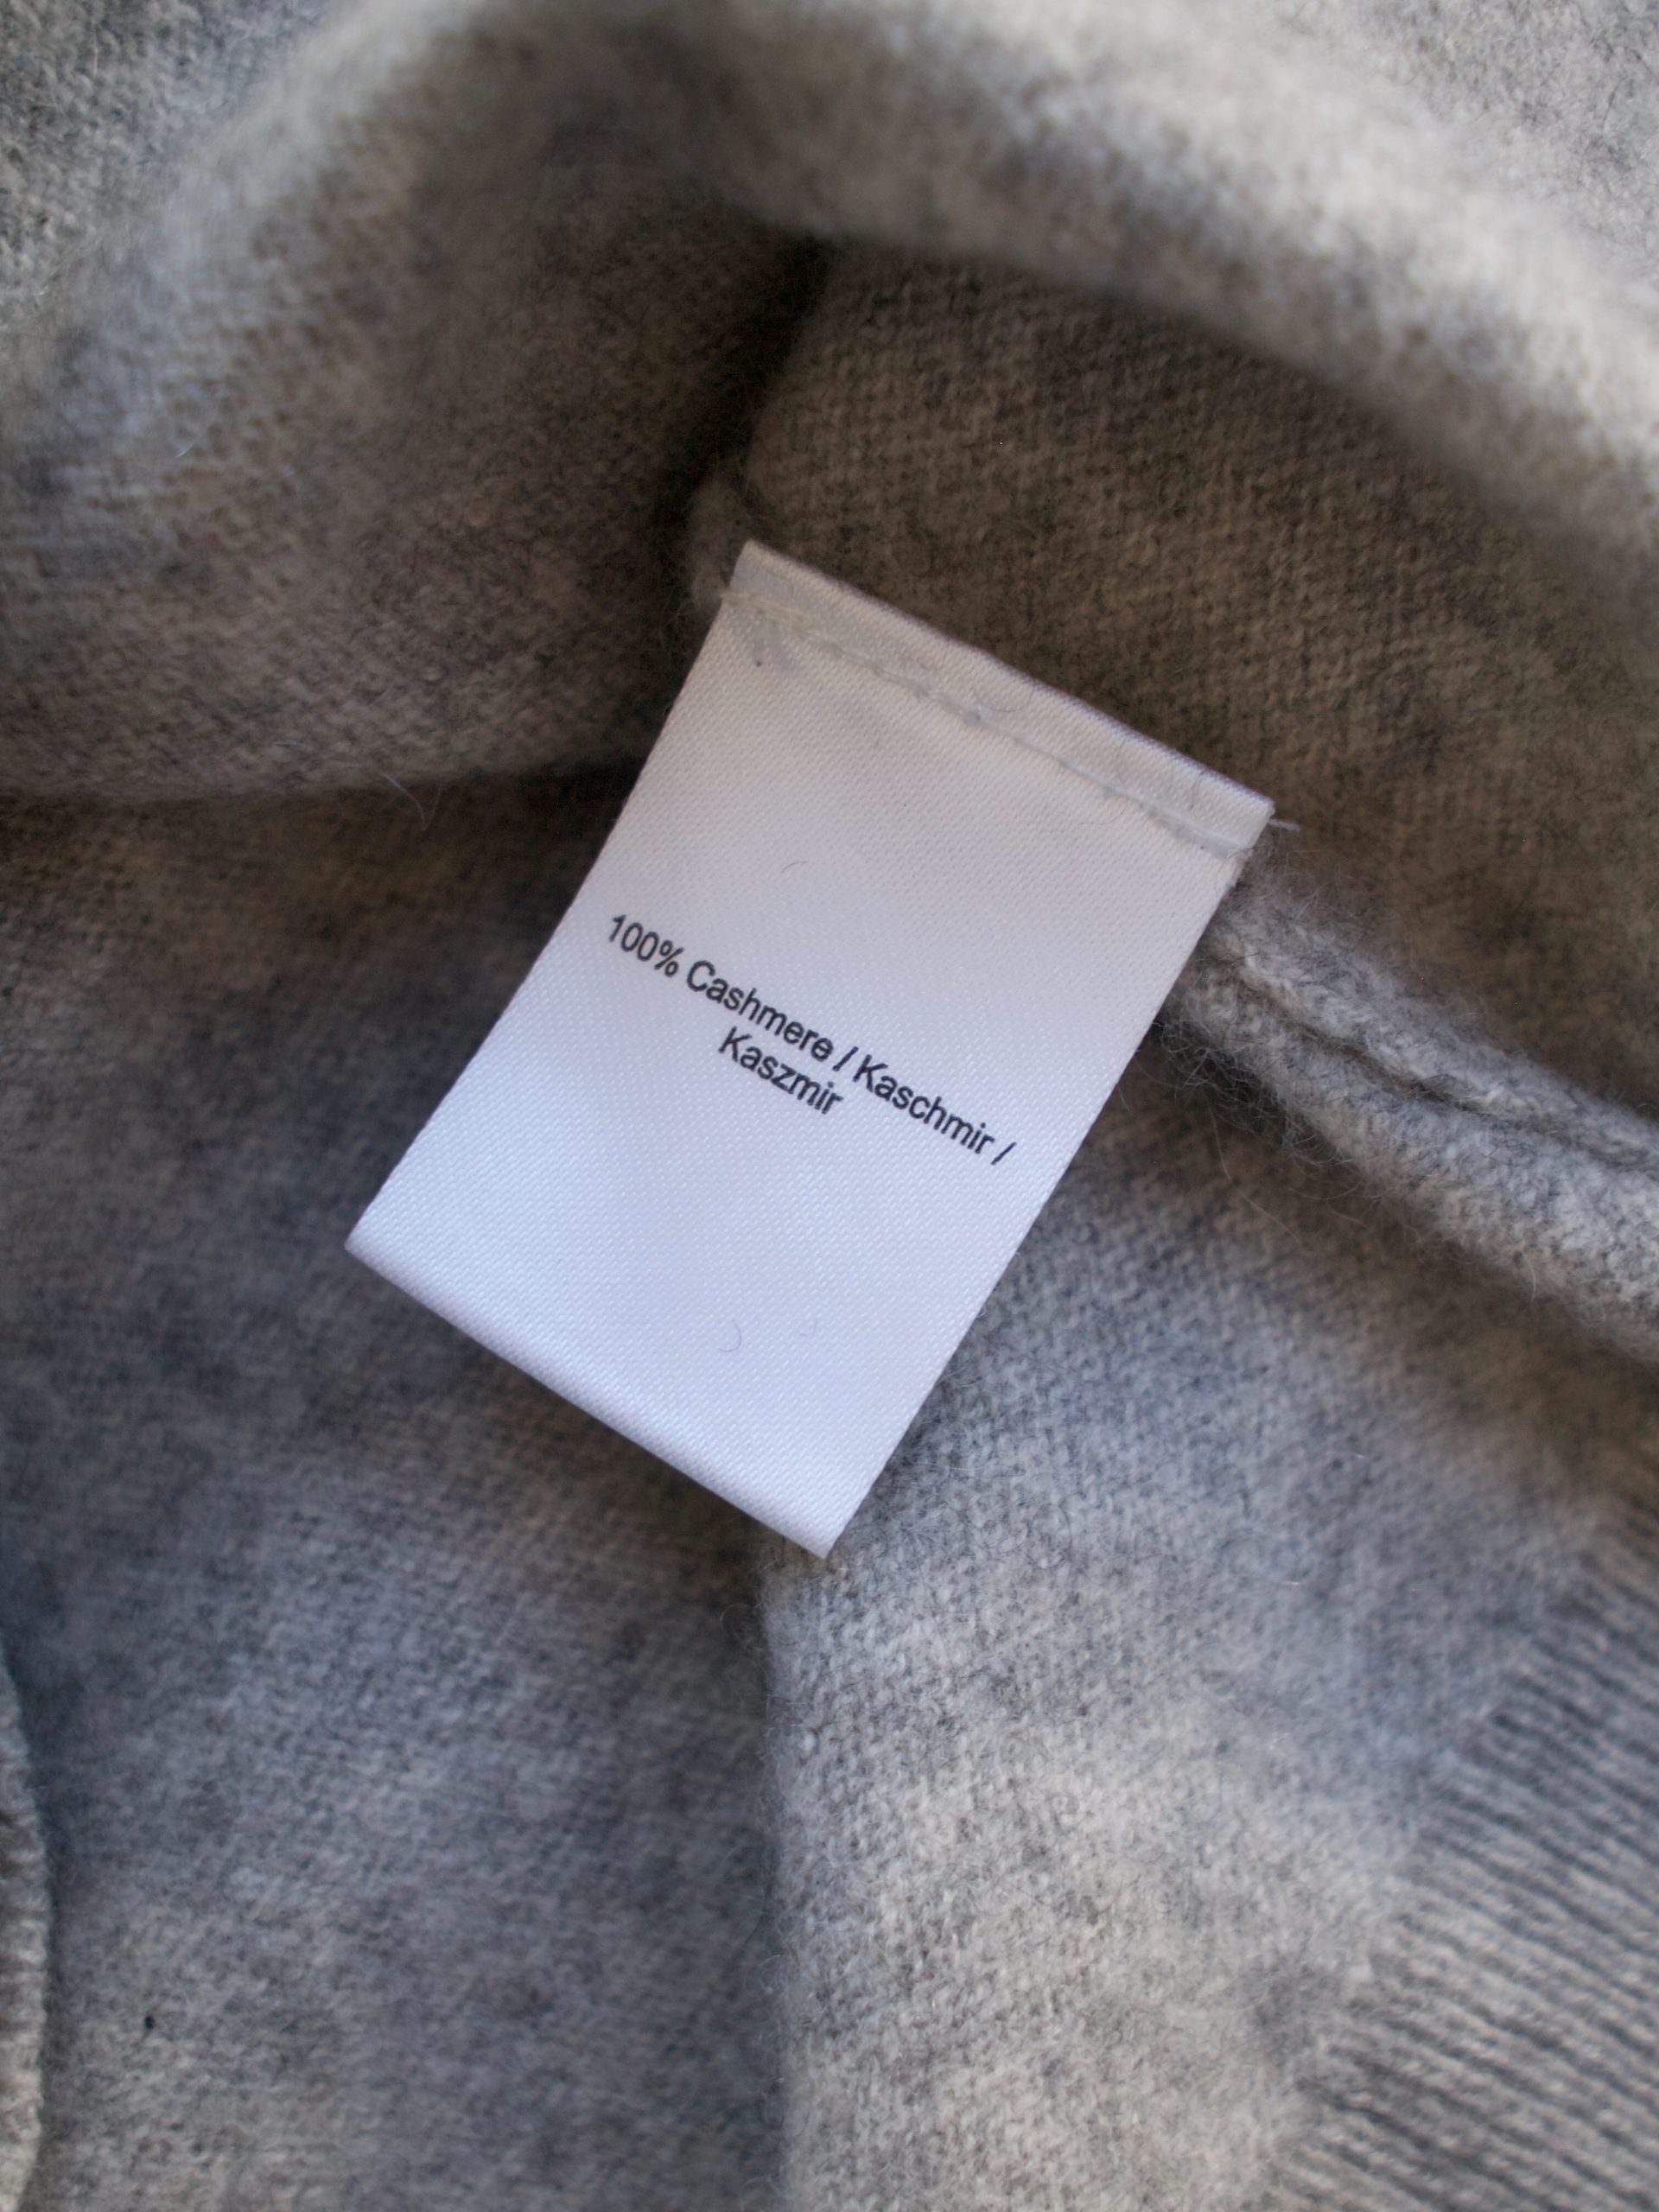 100% Cashmere / Kaschmir /
Kaszmir